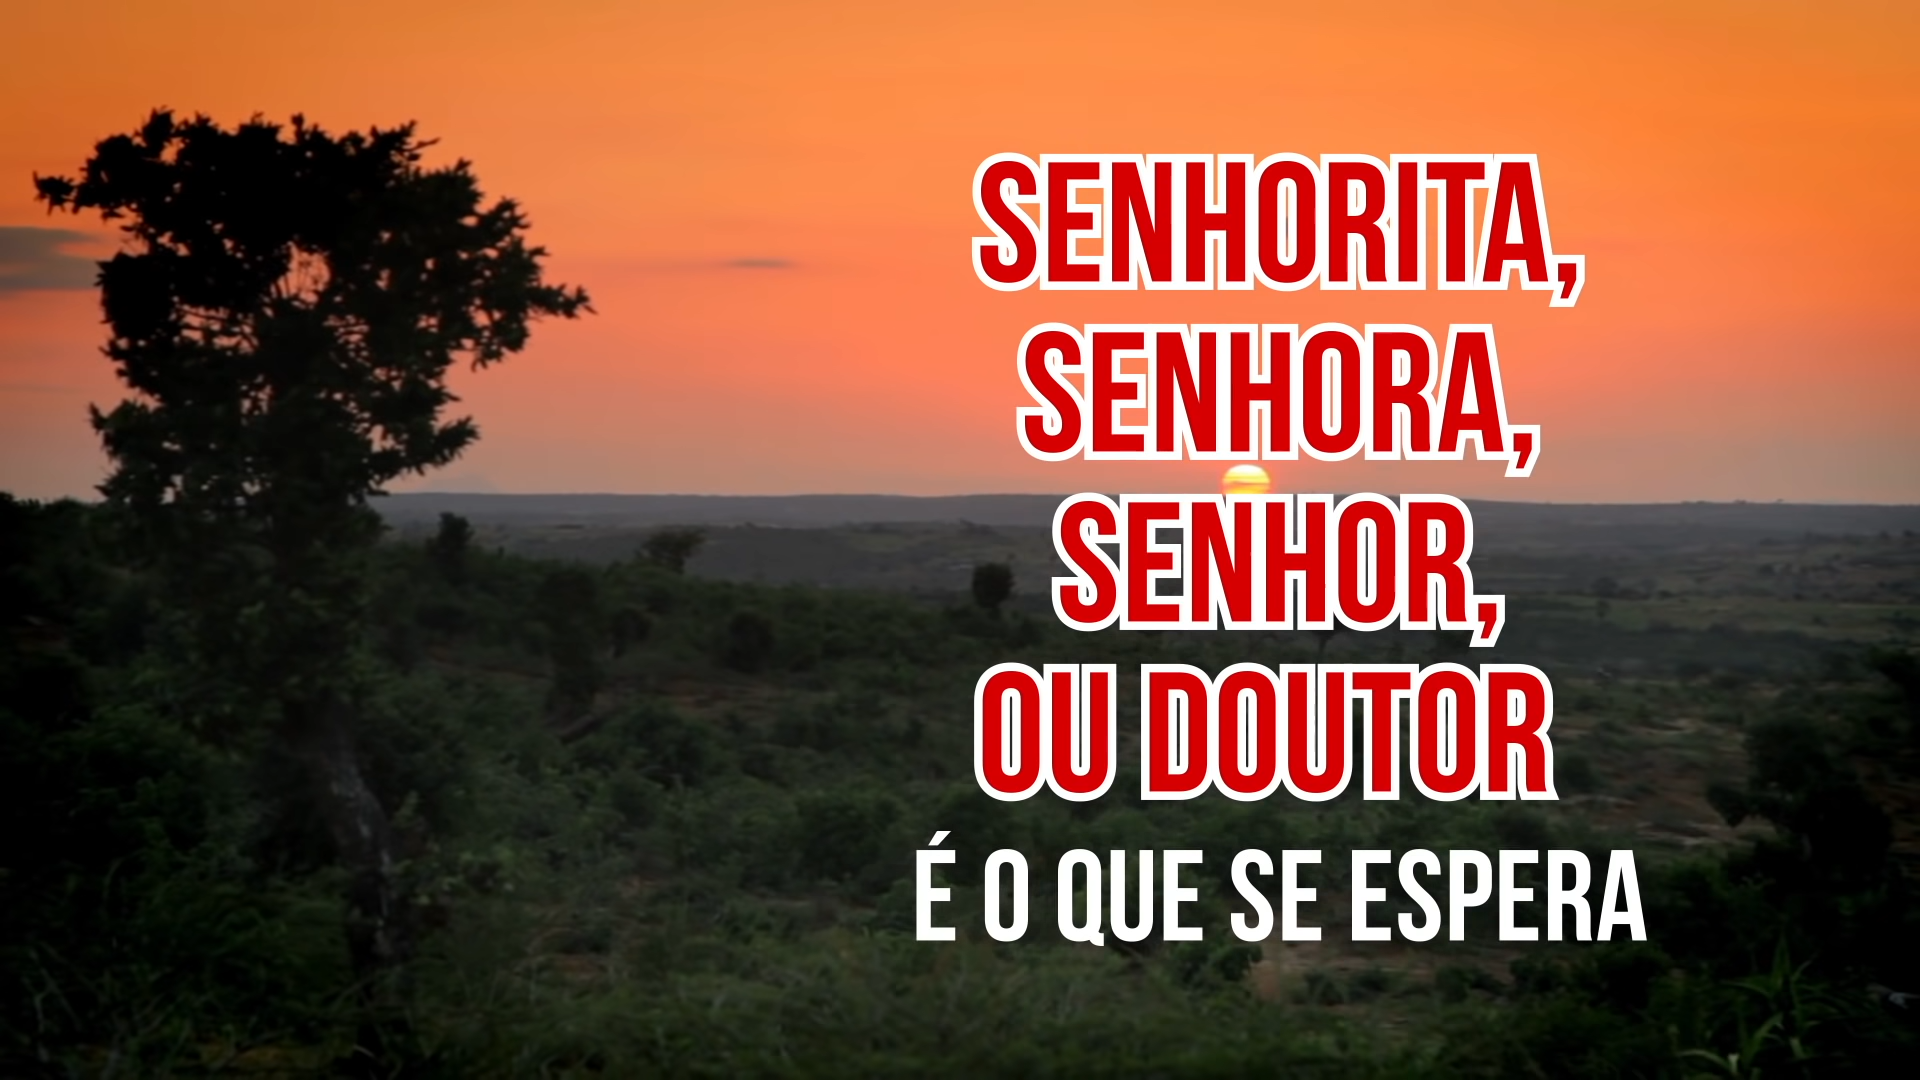 SENHORITA,
SENHORA,
SENHOR,
OU DOUTOR
É O QUE SE ESPERA